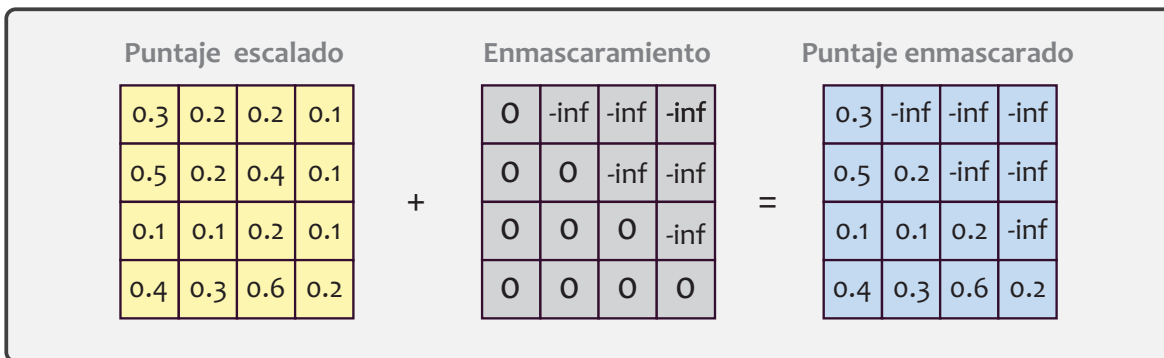 Puntaje escalado Enmascaramiento Puntaje enmascarado
0.3 0.2 0.2 0.1 0 -inf -inf -inf 0.3 -inf -inf -inf
0.5 0.2 0.4 0.1 0 0 -inf -inf 0.5 0.2 -inf -inf
+ =
0.1 0.1 0.2 0.1 0 0 0 -inf 0.1 0.1 0.2 -inf
0.4 0.3 0.6 0.2 0 0 0 0 0.4 0.3 0.6 0.2